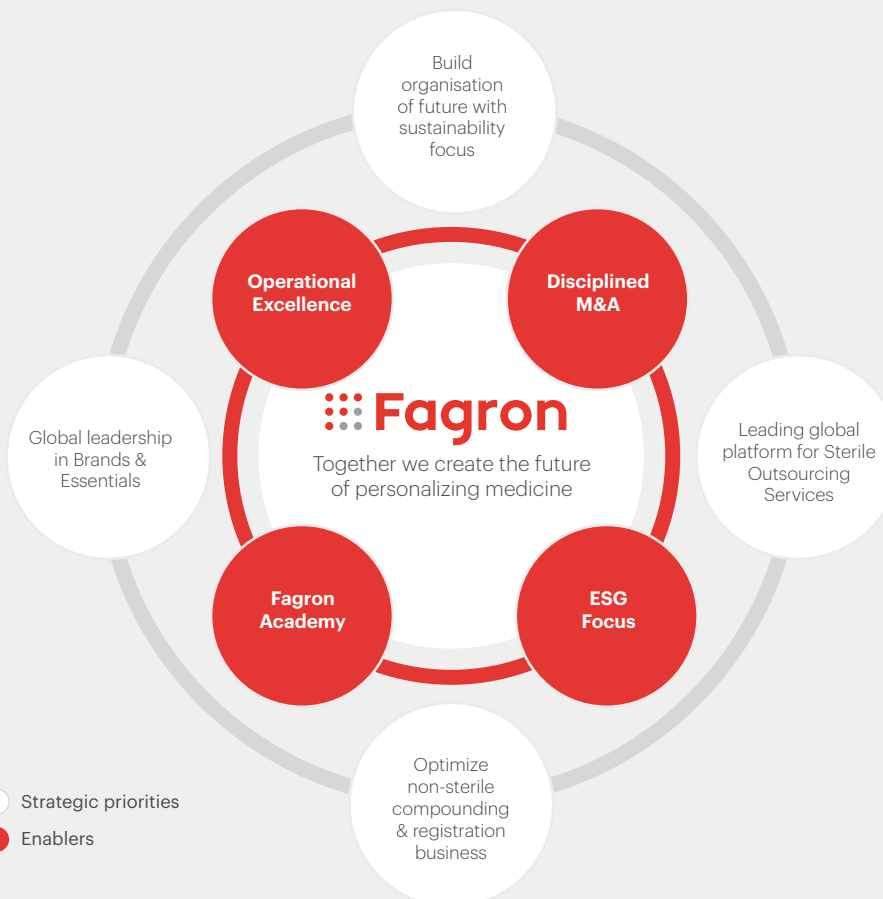 Build
organisation
of future with
sustainability
focus
Operational
Excellence
Disciplined
M&A
Global leadership
in Brands &
Essentials
Fagron
Together we create the future
of personalizing medicine
Leading global
platform for Sterile
Outsourcing
Services
Fagron
Academy
ESG
Focus
Optimize
non-sterile
compounding
& registration
business
Strategic priorities
Enablers